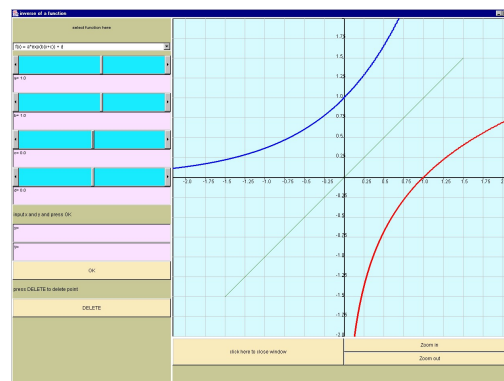 inverse of a function
select function here
f(x) = a*exp(b(x+c)) + d
a= 1.0
b= 1.0
c= 0.0
d= 0.0
input x and y and press OK
x=
y=
OK
press DELETE to delete point
DELETE
1.75
1.5
1.25
1.0
0.75
0.5
0.25
-2.0 -1.75 -1.5 -1.25 -1.0 -0.75 -0.5 -0.25 0.25 0.5 0.75 1.0 1.25 1.5 1.75 2
-0.25
-0.5
-0.75
-1.0
-1.25
-1.5
-1.75
-2.0
click here to close window
Zoom in
Zoom out